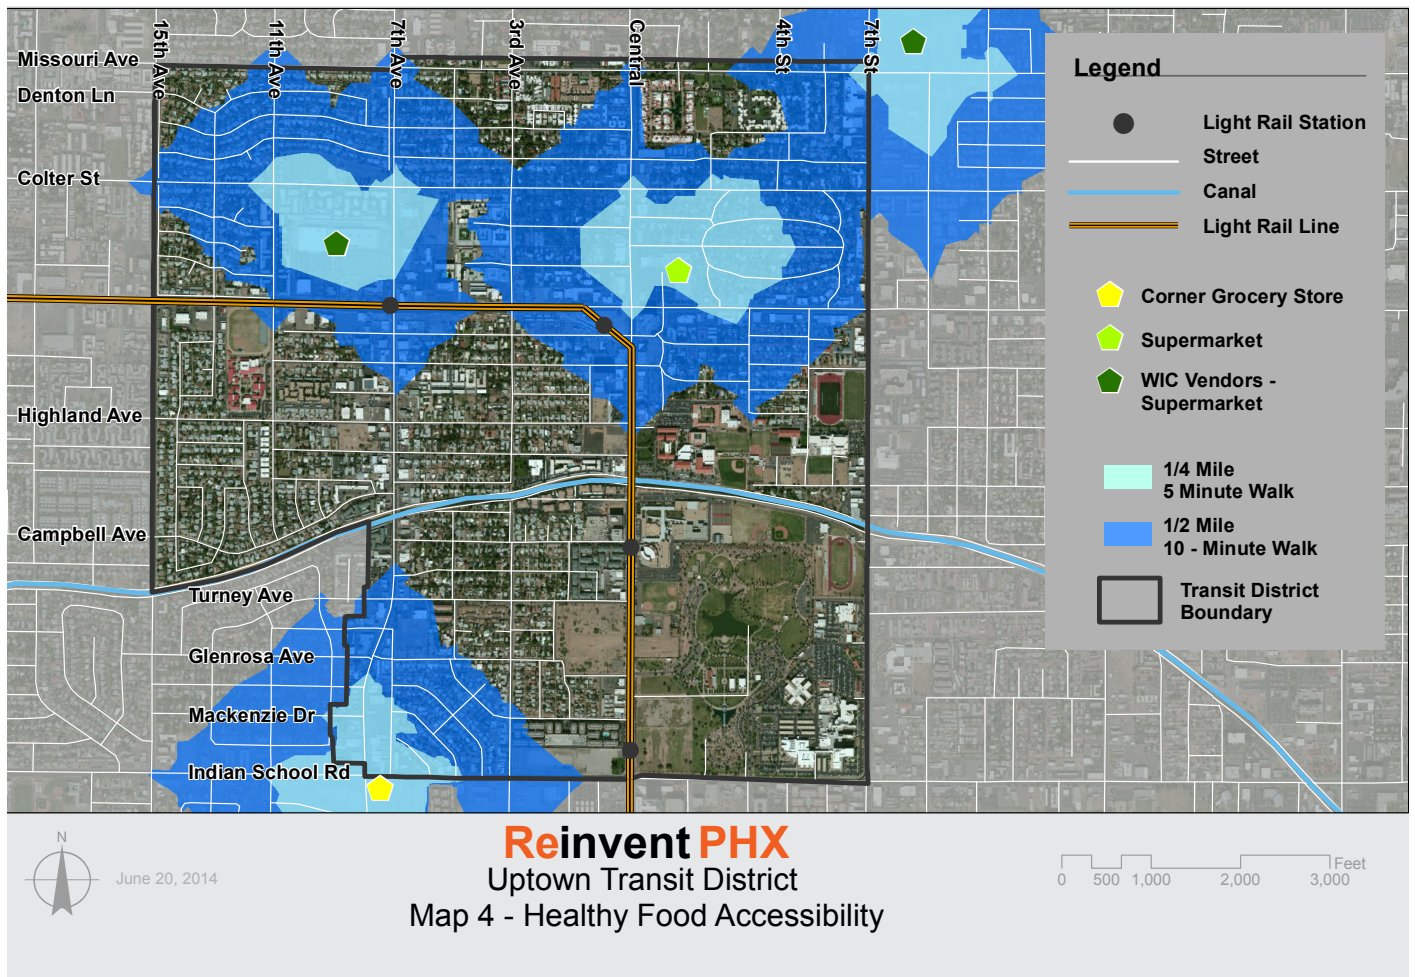 15th Ave
11th Ave
7th Ave
3rd Ave
Central
4th St
7th St
Missouri Ave
Denton Ln
Colter St
Highland Ave
Campbell Ave
Turney Ave
Glenrosa Ave
Mackenzie Dr
Indian School Rd
Legend
Light Rail Station
Street
Canal
Light Rail Line
Corner Grocery Store
Supermarket
WIC Vendors -
Supermarket
1/4 Mile
5 Minute Walk
1/2 Mile
10 - Minute Walk
Transit District
Boundary
N
June 20, 2014
Reinvent PHX
Uptown Transit District
Map 4 - Healthy Food Accessibility
Feet
0 500 1,000 2,000 3,000